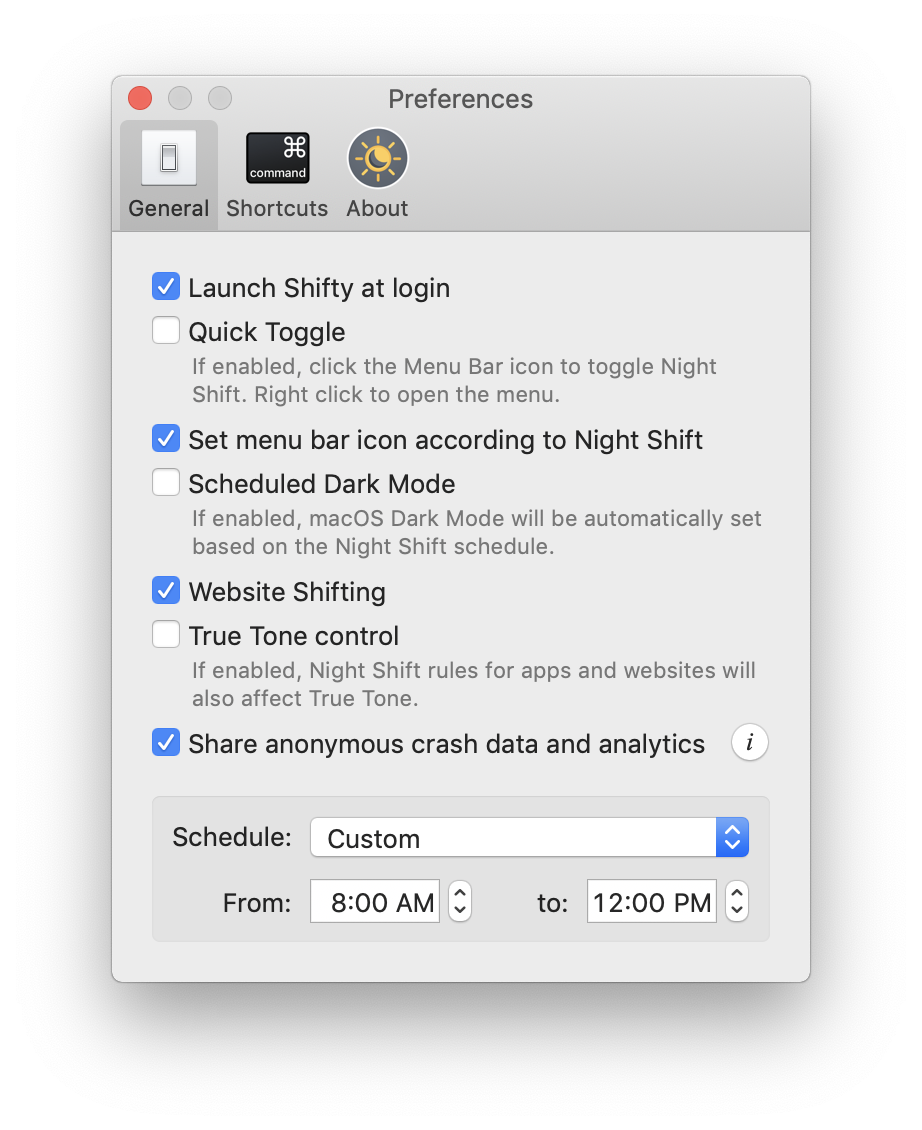 Preferences
⌘
command
General Shortcuts About
Launch Shifty at login
Quick Toggle
If enabled, click the Menu Bar icon to toggle Night
Shift. Right click to open the menu.
Set menu bar icon according to Night Shift
Scheduled Dark Mode
If enabled, macOS Dark Mode will be automatically set
based on the Night Shift schedule.
Website Shifting
True Tone control
If enabled, Night Shift rules for apps and websites will
also affect True Tone.
Share anonymous crash data and analytics i
Schedule: Custom
From: 8:00 AM to: 12:00 PM